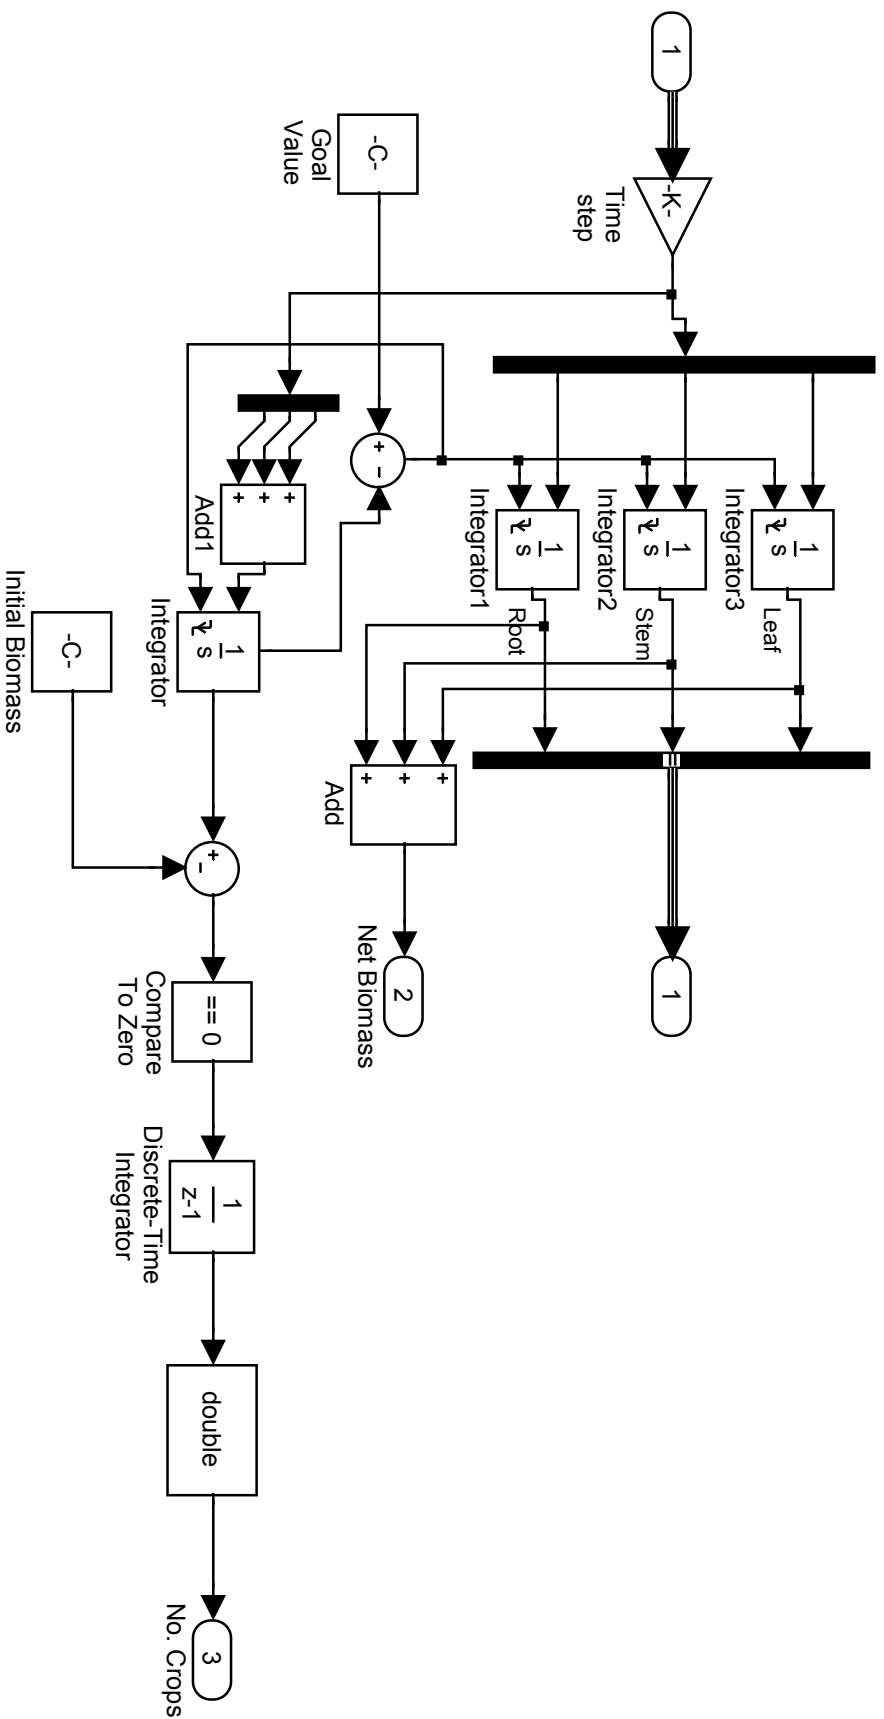 1
-K-
Time
step
-C-
Goal
Value
1
s
Integrator3
Leaf
1
s
Integrator2
Stem
1
s
Integrator1
Root
+
-
+
+
+
Add1
1
s
Integrator
-C-
Initial Biomass
+
+
+
Add
1
2
Net Biomass
+
-
== 0
Compare
To Zero
1
z-1
Discrete-Time
Integrator
double
3
No. Crops